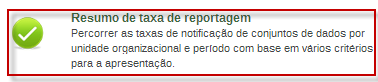 Resumo de taxa de reportagem
Percorrer as taxas de notificação de conjuntos de dados por
unidade organizacional e período com base em vários critérios
para a apresentação.